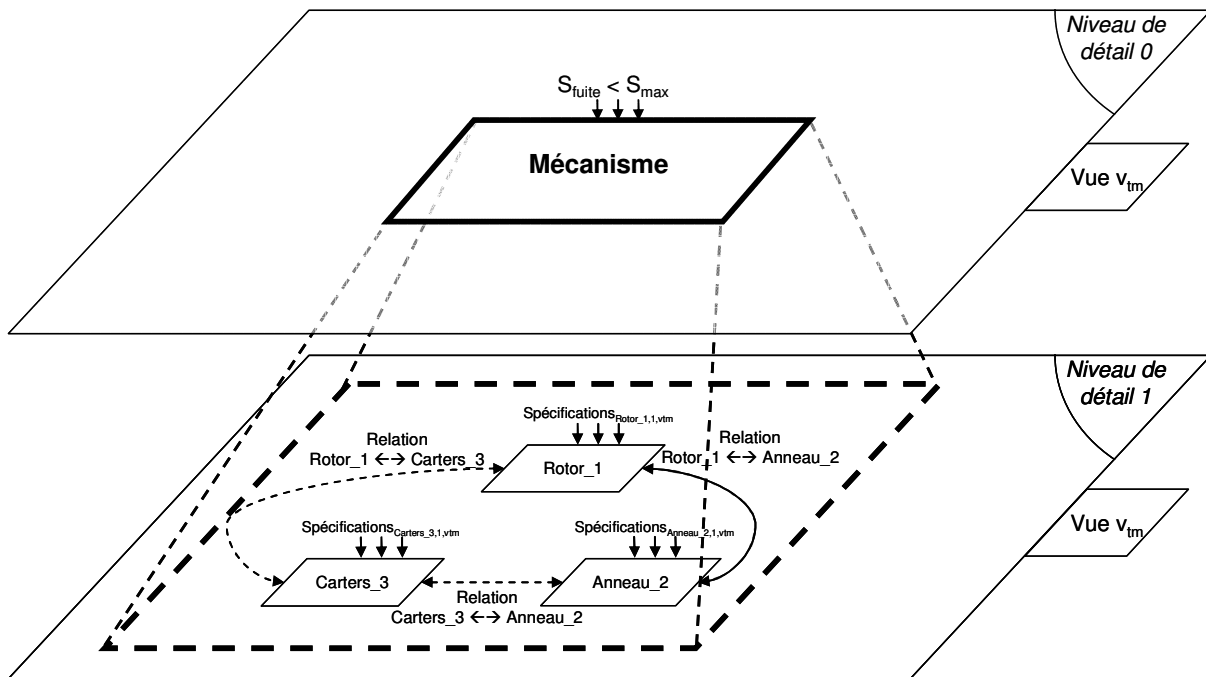 Niveau de
détail 0
S_fuite < S_max
Mécanisme
Vue v_tm
Niveau de
détail 1
Spécifications_Rotor_1,1,vtm
Relation
Rotor_1 ←→ Carters_3
Rotor_1
Relation
Rotor_1 ←→ Anneau_2
Vue v_tm
Spécifications_Carters_3,1,vtm
Spécifications_Anneau_2,1,vtm
Carters_3
Anneau_2
Relation
Carters_3 ←→ Anneau_2